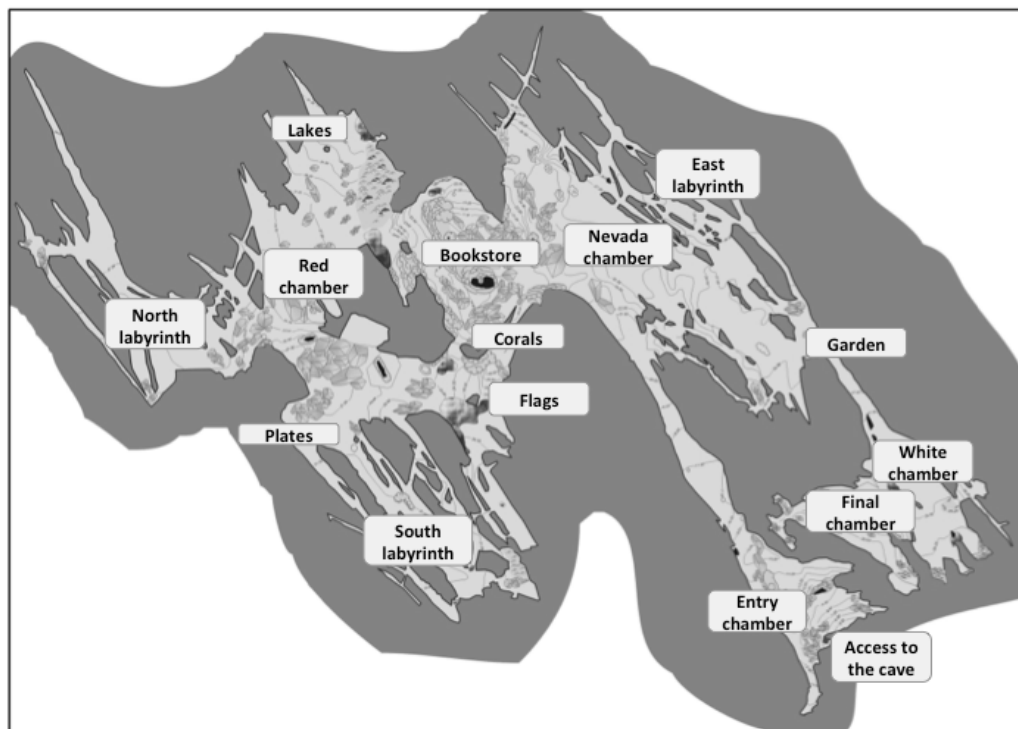 Lakes
East
labyrinth
Nevada
chamber
Bookstore
Red
chamber
North
labyrinth
Corals
Garden
Flags
Plates
White
chamber
Final
chamber
South
labyrinth
Entry
chamber
Access to
the cave